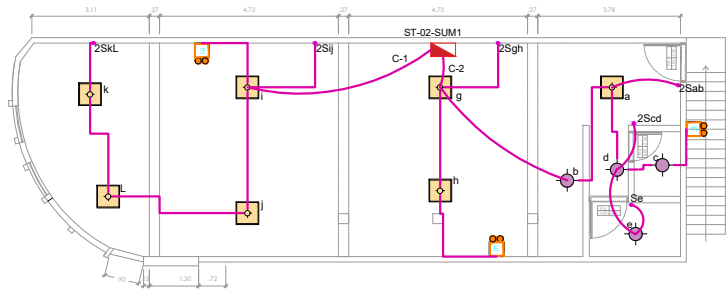 3.11 .27 4.73 4.73 .27 3.78
ST-02-SUM1
2SkL 2Sij C-1 2Sgh
C-2
k i g a 2Sab
2Scd
d c
b
L h
j Se
e
.92 1.30 .72